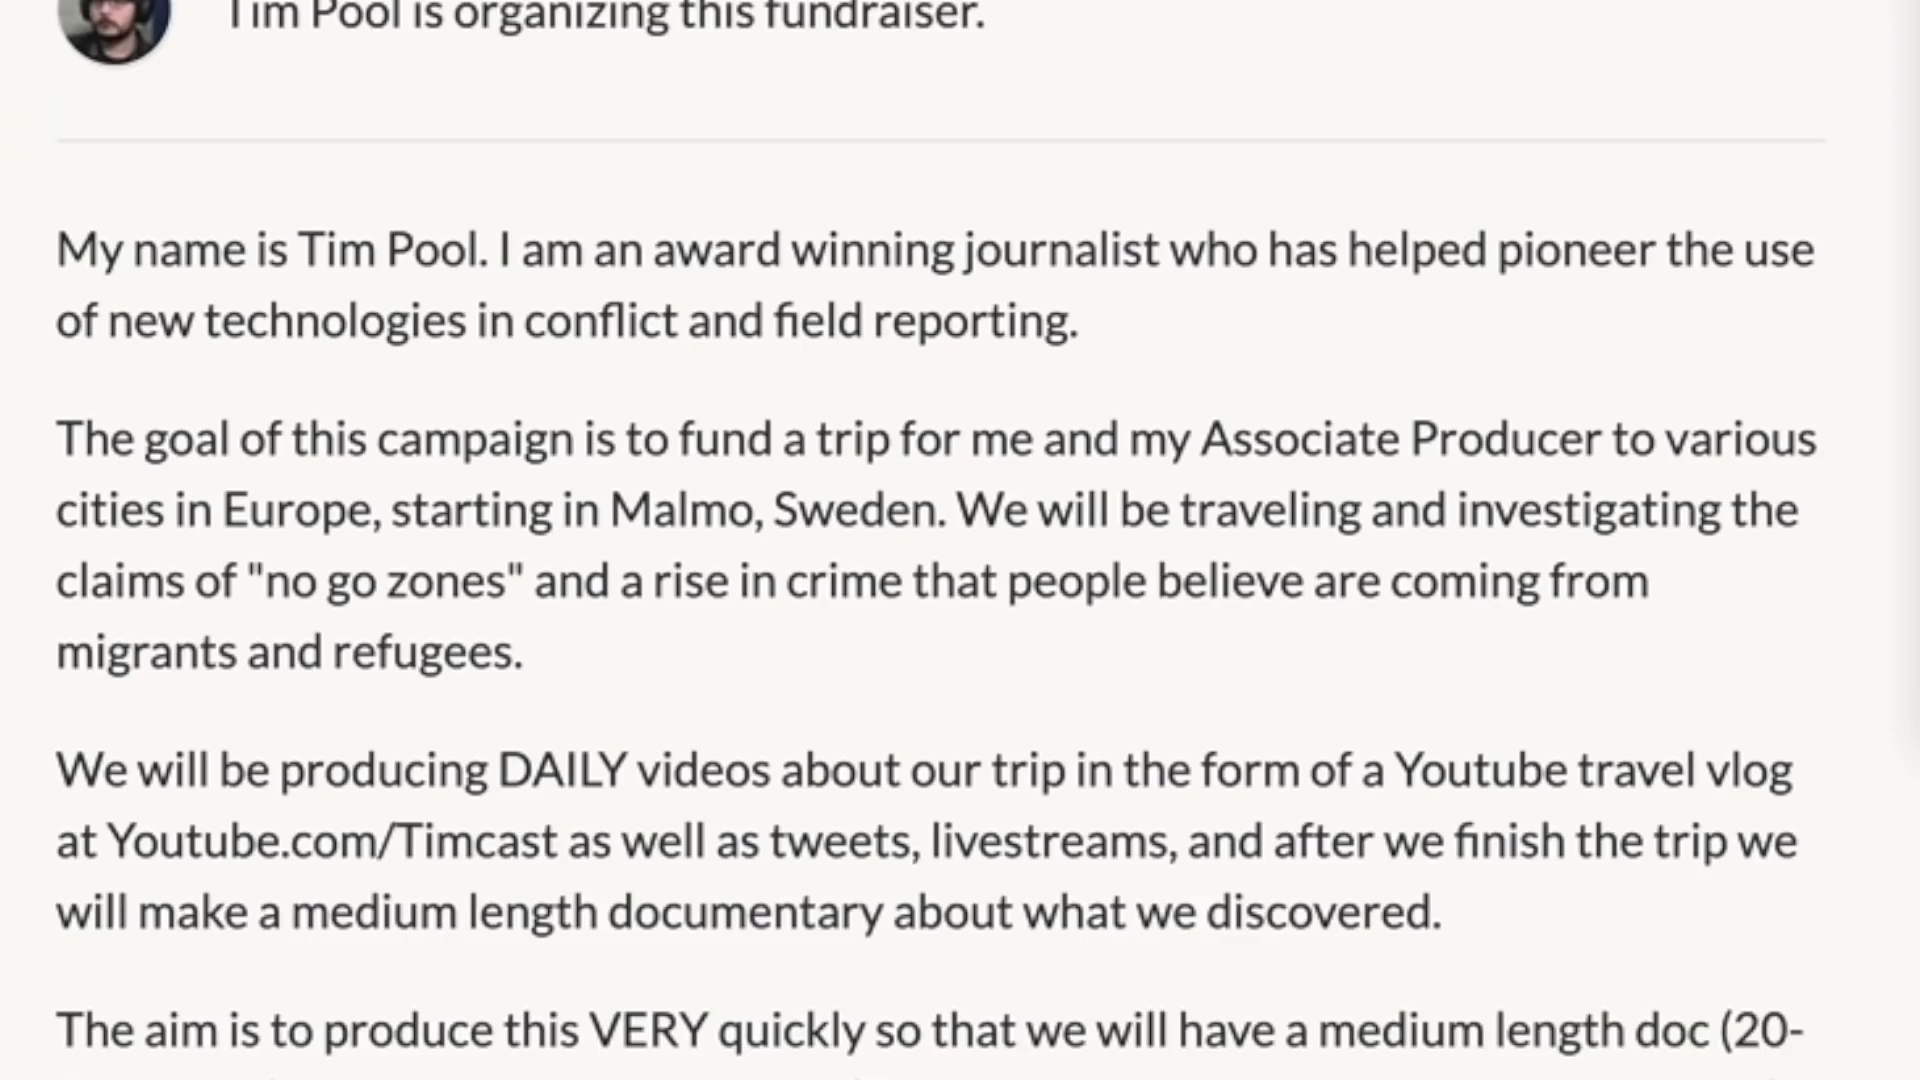 Tim Pool is organizing this fundraiser.
My name is Tim Pool. I am an award winning journalist who has helped pioneer the use
of new technologies in conflict and field reporting.
The goal of this campaign is to fund a trip for me and my Associate Producer to various
cities in Europe, starting in Malmo, Sweden. We will be traveling and investigating the
claims of "no go zones" and a rise in crime that people believe are coming from
migrants and refugees.
We will be producing DAILY videos about our trip in the form of a Youtube travel vlog
at Youtube.com/Timcast as well as tweets, livestreams, and after we finish the trip we
will make a medium length documentary about what we discovered.
The aim is to produce this VERY quickly so that we will have a medium length doc (20-